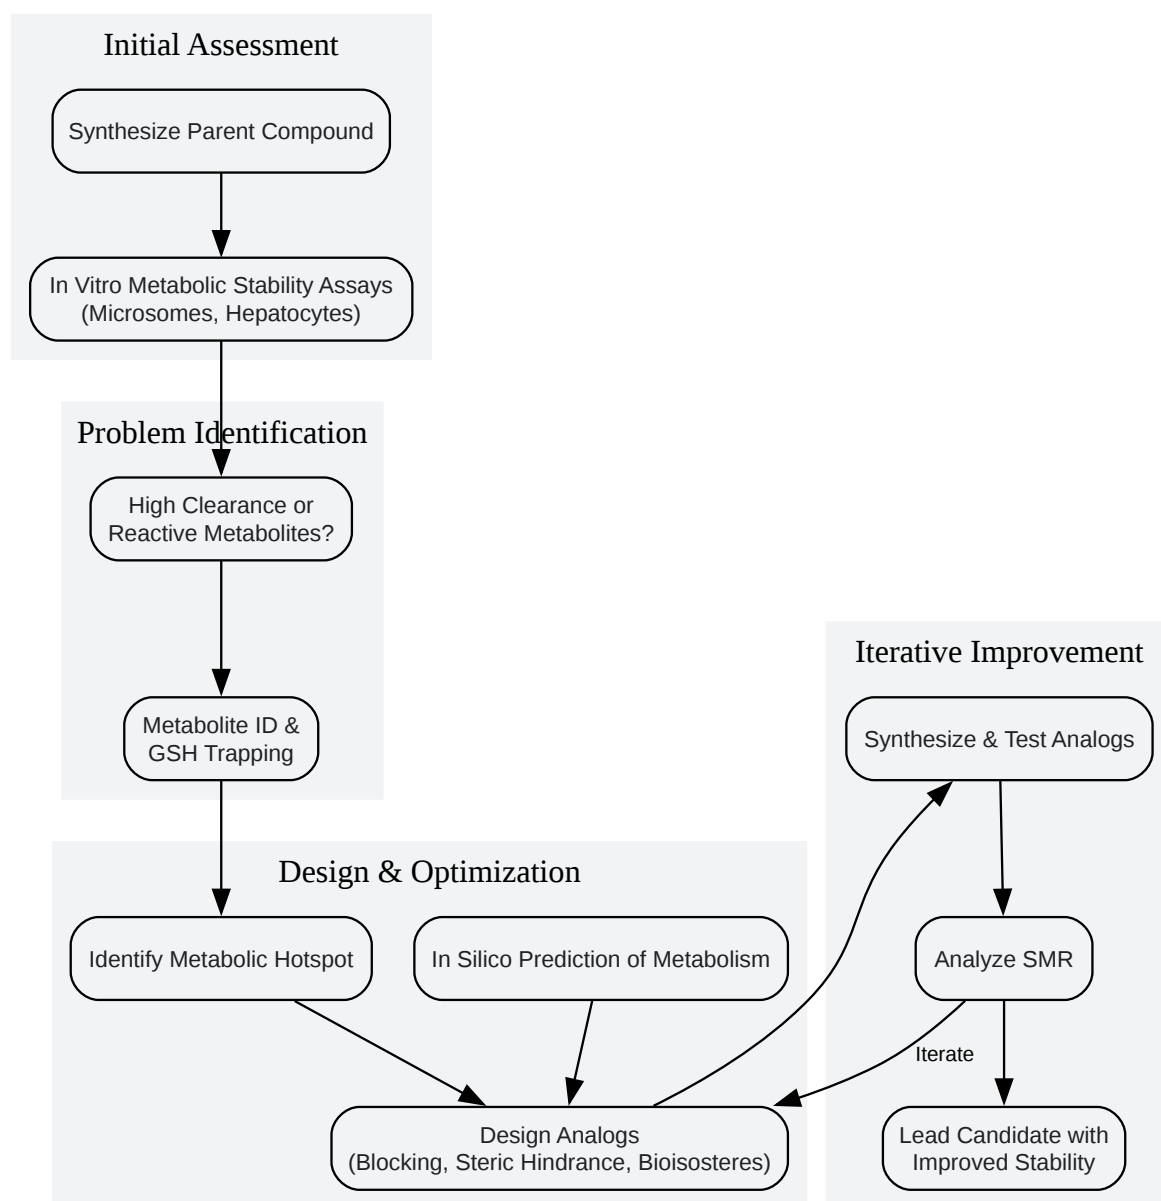 Initial Assessment
Synthesize Parent Compound
In Vitro Metabolic Stability Assays
(Microsomes, Hepatocytes)
Problem Identification
High Clearance or
Reactive Metabolites?
Metabolite ID &
GSH Trapping
Design & Optimization
Identify Metabolic Hotspot
In Silico Prediction of Metabolism
Design Analogs
(Blocking, Steric Hindrance, Bioisosteres)
Iterative Improvement
Synthesize & Test Analogs
Analyze SMR
Iterate
Lead Candidate with
Improved Stability